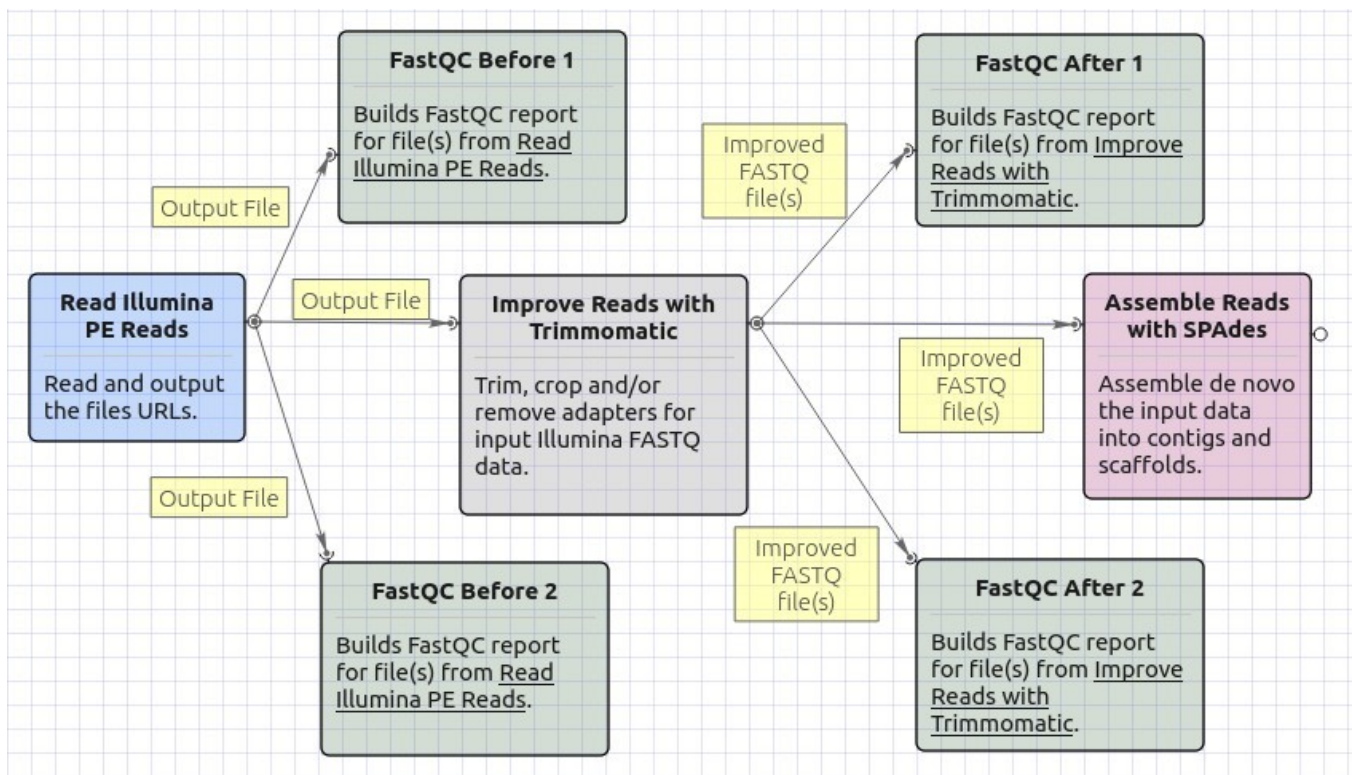 FastQC Before 1
Builds FastQC report
for file(s) from Read
Illumina PE Reads.
FastQC After 1
Builds FastQC report
for file(s) from Improve
Reads with
Trimmomatic.
Improved
FASTQ
file(s)
Output File
Read Illumina
PE Reads
Read and output
the files URLs.
Output File
Improve Reads with
Trimmomatic
Trim, crop and/or
remove adapters for
input Illumina FASTQ
data.
Improved
FASTQ
file(s)
Assemble Reads
with SPAdes
Assemble de novo
the input data
into contigs and
scaffolds.
Output File
Improved
FASTQ
file(s)
FastQC Before 2
Builds FastQC report
for file(s) from Read
Illumina PE Reads.
FastQC After 2
Builds FastQC report
for file(s) from Improve
Reads with
Trimmomatic.